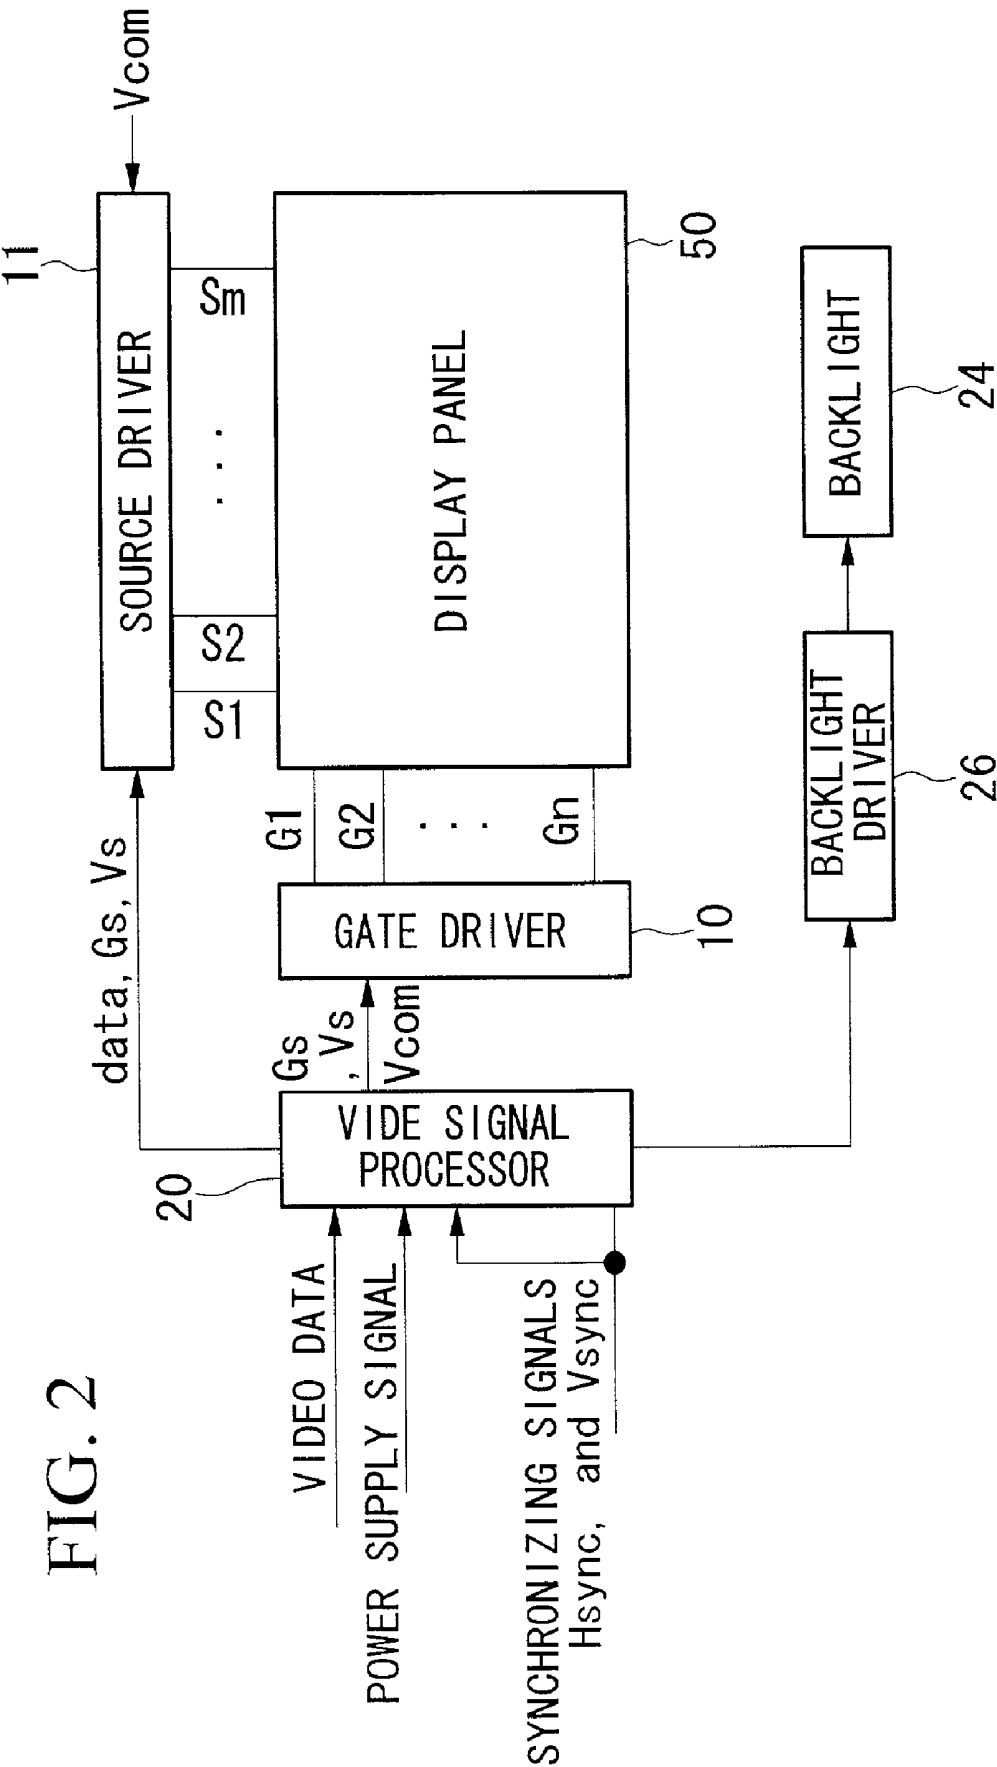 FIG. 2
11
SOURCE DRIVER
Vcom
data, Gs, Vs
S1
S2
. . .
Sm
20
VIDEO DATA
POWER SUPPLY SIGNAL
SYNCHRONIZING SIGNALS
Hsync, and Vsync
VIDE SIGNAL
PROCESSOR
Gs
, Vs
Vcom
GATE DRIVER
10
G1
G2
. . .
Gn
DISPLAY PANEL
50
BACKLIGHT
DRIVER
26
BACKLIGHT
24